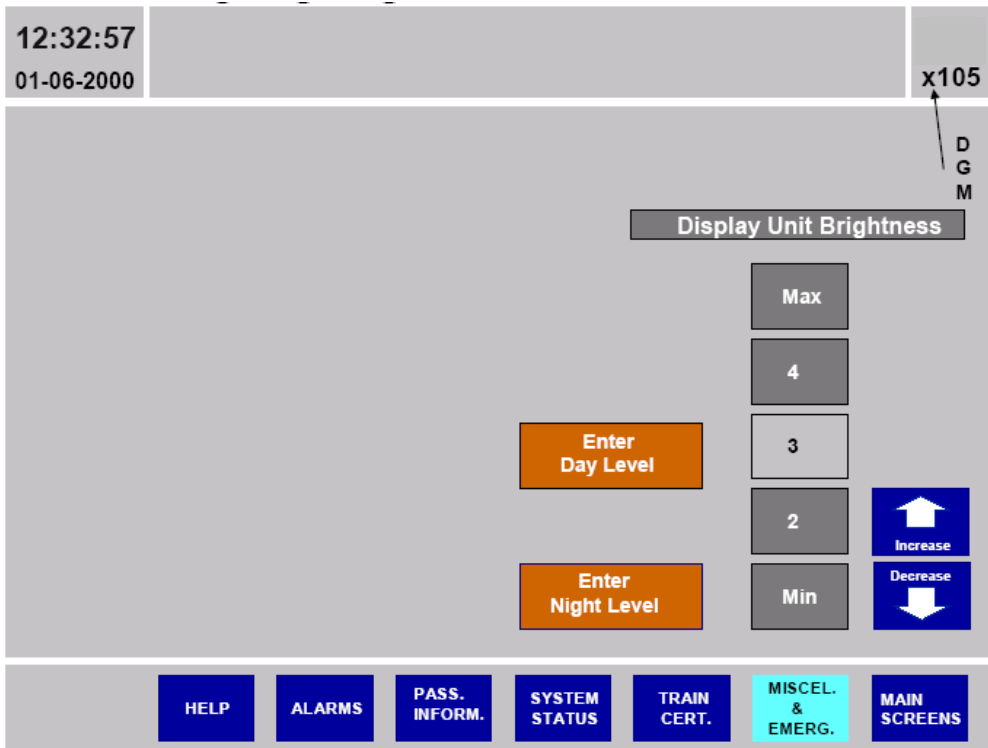 12:32:57
01-06-2000
x105
D
G
M
Display Unit Brightness
Max
4
Enter
Day Level
3
2
Increase
Enter
Night Level
Min
Decrease
HELP
ALARMS
PASS.
INFORM.
SYSTEM
STATUS
TRAIN
CERT.
MISCEL.
&
EMERG.
MAIN
SCREENS